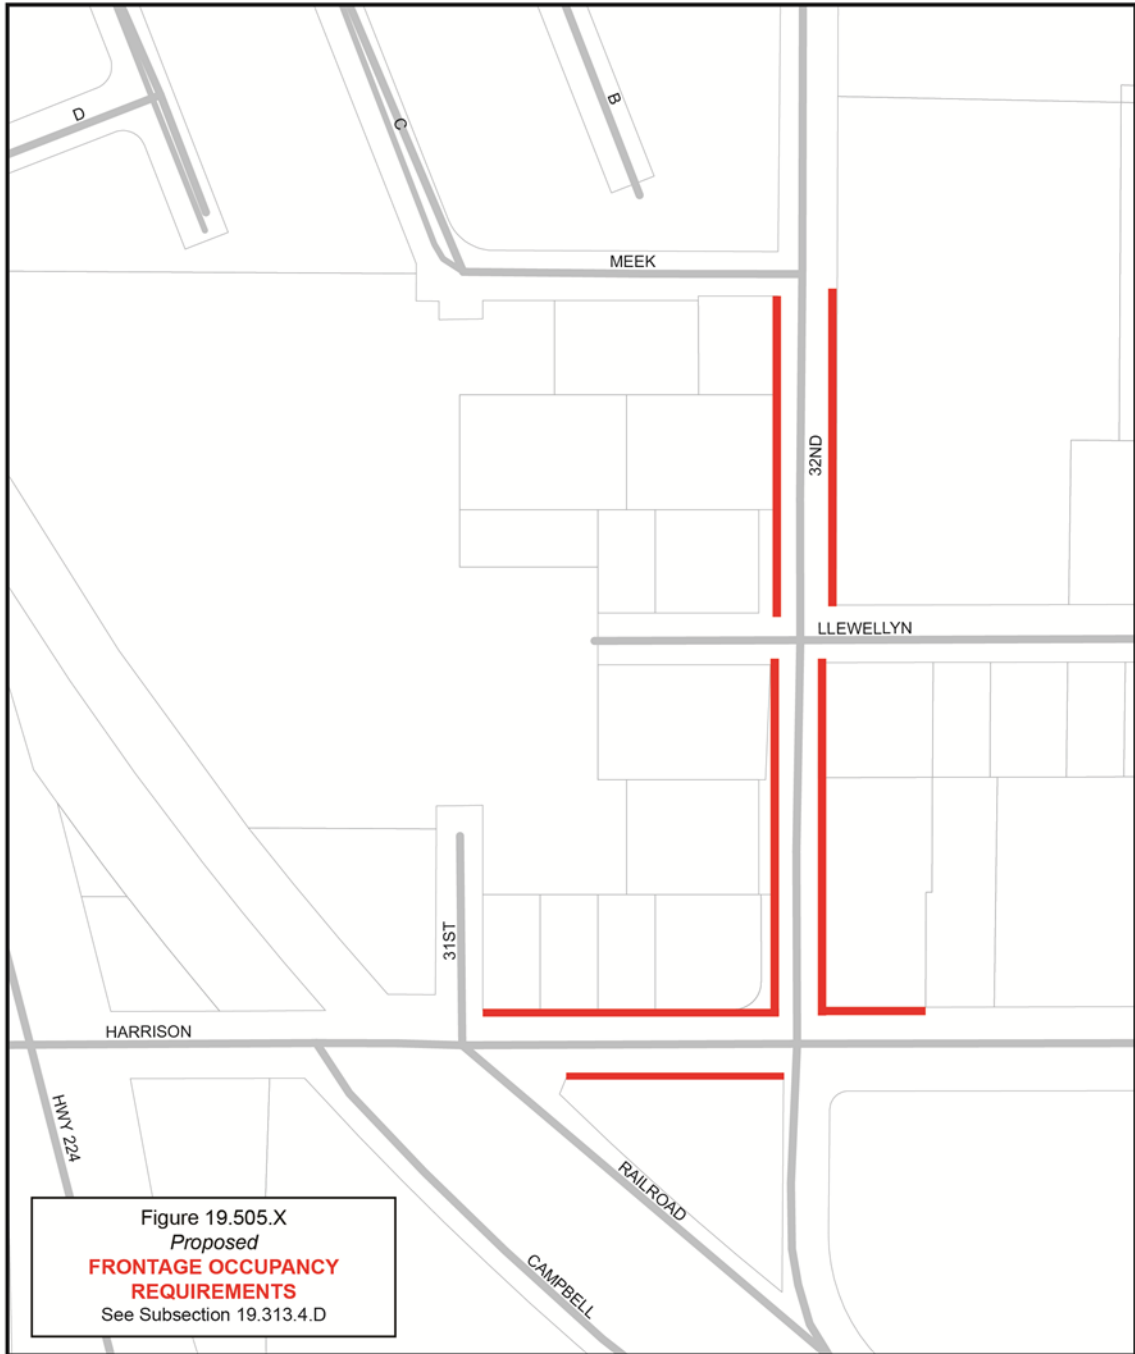 B
D
C
MEEK
32ND
LLEWELLYN
31ST
HARRISON
HWY 224
RAILROAD
CAMPBELL
Figure 19.505.X
Proposed
FRONTAGE OCCUPANCY
REQUIREMENTS
See Subsection 19.313.4.D